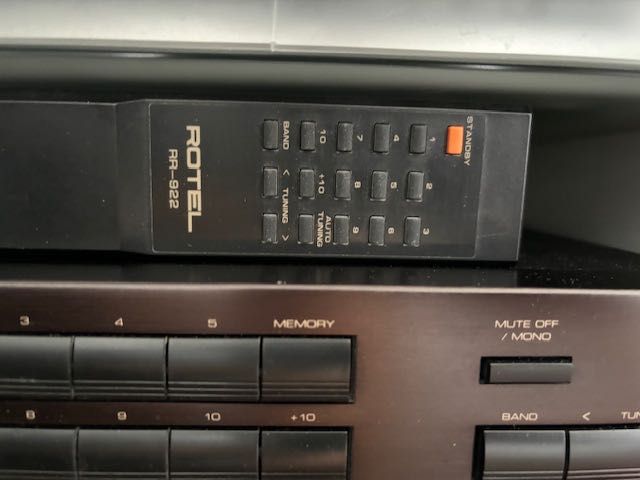 STANDBY
1 2 3
4 5 6
7 8 9
10 +10 AUTO
TUNING
BAND < TUNING >
ROTEL
RR-922
3 4 5 MEMORY
MUTE OFF
/ MONO
8 9 10 +10
BAND < TUN